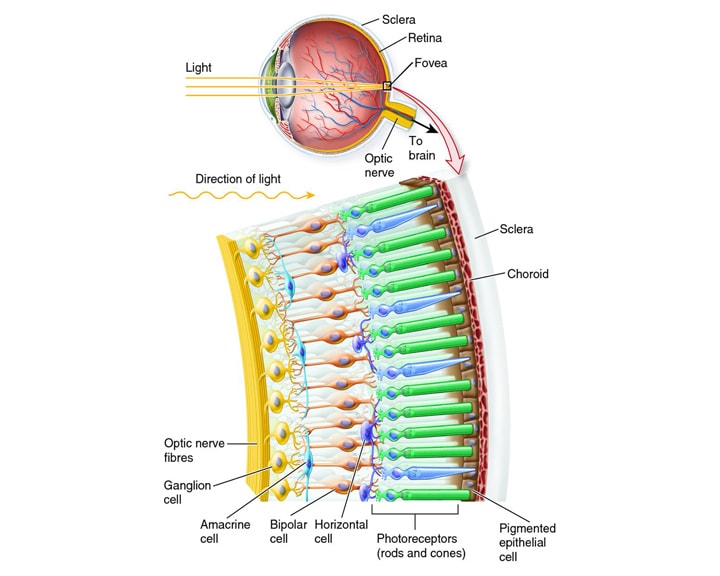 Sclera
Retina
Fovea
Light
To
brain
Optic
nerve
Direction of light
Sclera
Choroid
Optic nerve
fibres
Ganglion
cell
Amacrine
cell
Bipolar
cell
Horizontal
cell
Photoreceptors
(rods and cones)
Pigmented
epithelial
cell